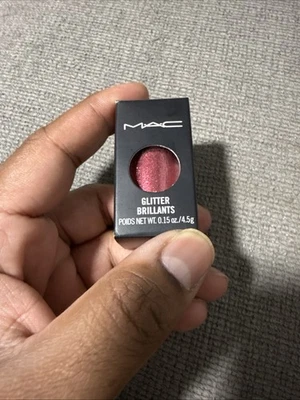 MAC
GLITTER
BRILLANTS
POIDS NET WT. 0.15 oz./4.5g